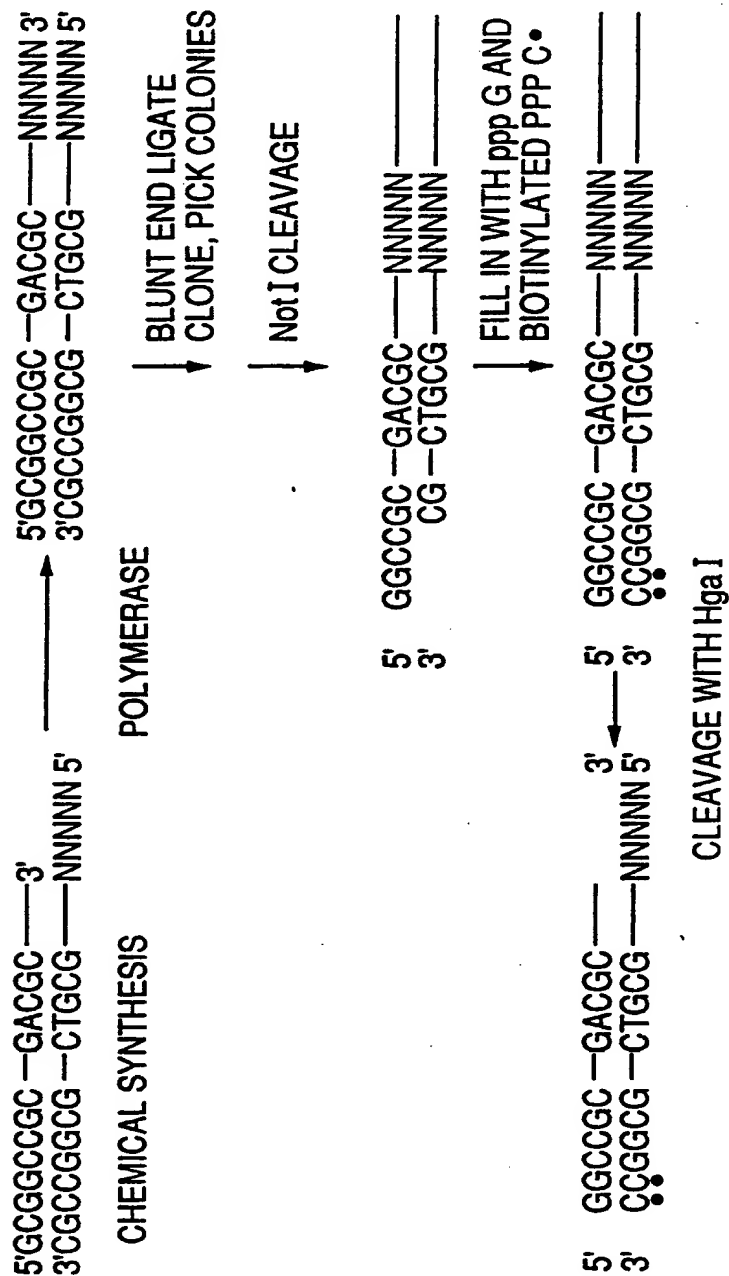 5'GCGGCCGC—GACGC——3'
3'CGCCGGCG—CTGCG——NNNNN 5'
CHEMICAL SYNTHESIS
POLYMERASE
5'GCGGCCGC—GACGC——NNNNN 3'
3'CGCCGGCG—CTGCG——NNNNN 5'
BLUNT END LIGATE
CLONE, PICK COLONIES
NotI CLEAVAGE
5' GGCCGC—GACGC——NNNNN——
3' CG—CTGCG——NNNNN——
FILL IN WITH ppp G AND
BIOTINYLATED PPP C•
5' GGCCGC—GACGC——NNNNN——
3' CCGGCG—CTGCG——NNNNN——
••
CLEAVAGE WITH HgaI
5' GGCCGC—GACGC—— 3'
3' CCGGCG—CTGCG——NNNNN 5'
••